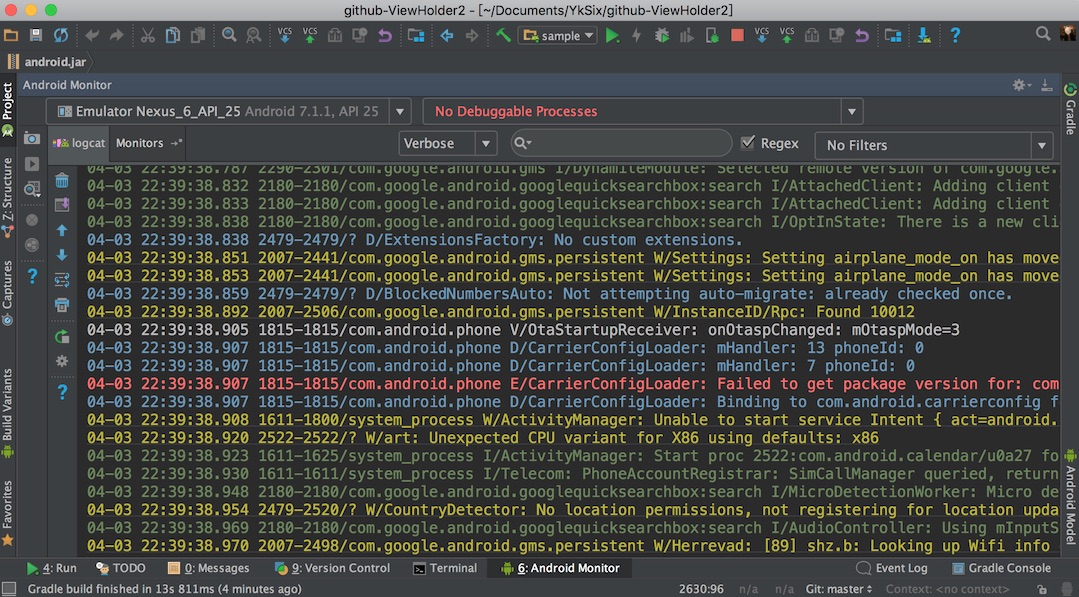 github-ViewHolder2 - [~/Documents/YkSix/github-ViewHolder2]
VCS VCS sample VCS VCS
android.jar
Android Monitor
Emulator Nexus_6_API_25 Android 7.1.1, API 25 No Debuggable Processes
logcat Monitors Verbose Regex No Filters
04-03 22:39:38.787 2290-2301/com.google.android.gms I/DynamiteModule: Selected remote version of com.google.
04-03 22:39:38.832 2180-2180/com.google.android.googlequicksearchbox:search I/AttachedClient: Adding client
04-03 22:39:38.833 2180-2180/com.google.android.googlequicksearchbox:search I/AttachedClient: Adding client
04-03 22:39:38.838 2180-2180/com.google.android.googlequicksearchbox:search I/OptInState: There is a new cli
04-03 22:39:38.838 2479-2479/? D/ExtensionsFactory: No custom extensions.
04-03 22:39:38.851 2007-2441/com.google.android.gms.persistent W/Settings: Setting airplane_mode_on has move
04-03 22:39:38.853 2007-2441/com.google.android.gms.persistent W/Settings: Setting airplane_mode_on has move
04-03 22:39:38.859 2479-2479/? D/BlockedNumbersAuto: Not attempting auto-migrate: already checked once.
04-03 22:39:38.892 2007-2506/com.google.android.gms.persistent W/InstanceID/Rpc: Found 10012
04-03 22:39:38.905 1815-1815/com.android.phone V/OtaStartupReceiver: onOtaspChanged: mOtaspMode=3
04-03 22:39:38.907 1815-1815/com.android.phone D/CarrierConfigLoader: mHandler: 13 phoneId: 0
04-03 22:39:38.907 1815-1815/com.android.phone D/CarrierConfigLoader: mHandler: 7 phoneId: 0
04-03 22:39:38.907 1815-1815/com.android.phone E/CarrierConfigLoader: Failed to get package version for: com
04-03 22:39:38.907 1815-1815/com.android.phone D/CarrierConfigLoader: Binding to com.android.carrierconfig f
04-03 22:39:38.908 1611-1800/system_process W/ActivityManager: Unable to start service Intent { act=android.
04-03 22:39:38.920 2522-2522/? W/art: Unexpected CPU variant for X86 using defaults: x86
04-03 22:39:38.923 1611-1625/system_process I/ActivityManager: Start proc 2522:com.android.calendar/u0a27 fo
04-03 22:39:38.930 1611-1611/system_process I/Telecom: PhoneAccountRegistrar: SimCallManager queried, return
04-03 22:39:38.948 2180-2180/com.google.android.googlequicksearchbox:search I/MicroDetectionWorker: Micro de
04-03 22:39:38.954 2479-2520/? W/CountryDetector: No location permissions, not registering for location upda
04-03 22:39:38.969 2180-2180/com.google.android.googlequicksearchbox:search I/AudioController: Using mInputS
04-03 22:39:38.970 2007-2498/com.google.android.gms.persistent W/Herrevad: [89] shz.b: Looking up Wifi info
Project
Z: Structure
Captures
Build Variants
Favorites
Gradle
Android Model
4: Run TODO 0: Messages 9: Version Control Terminal 6: Android Monitor Event Log Gradle Console
Gradle build finished in 13s 811ms (4 minutes ago) 2630:96 n/a n/a Git: master Context: <no context>